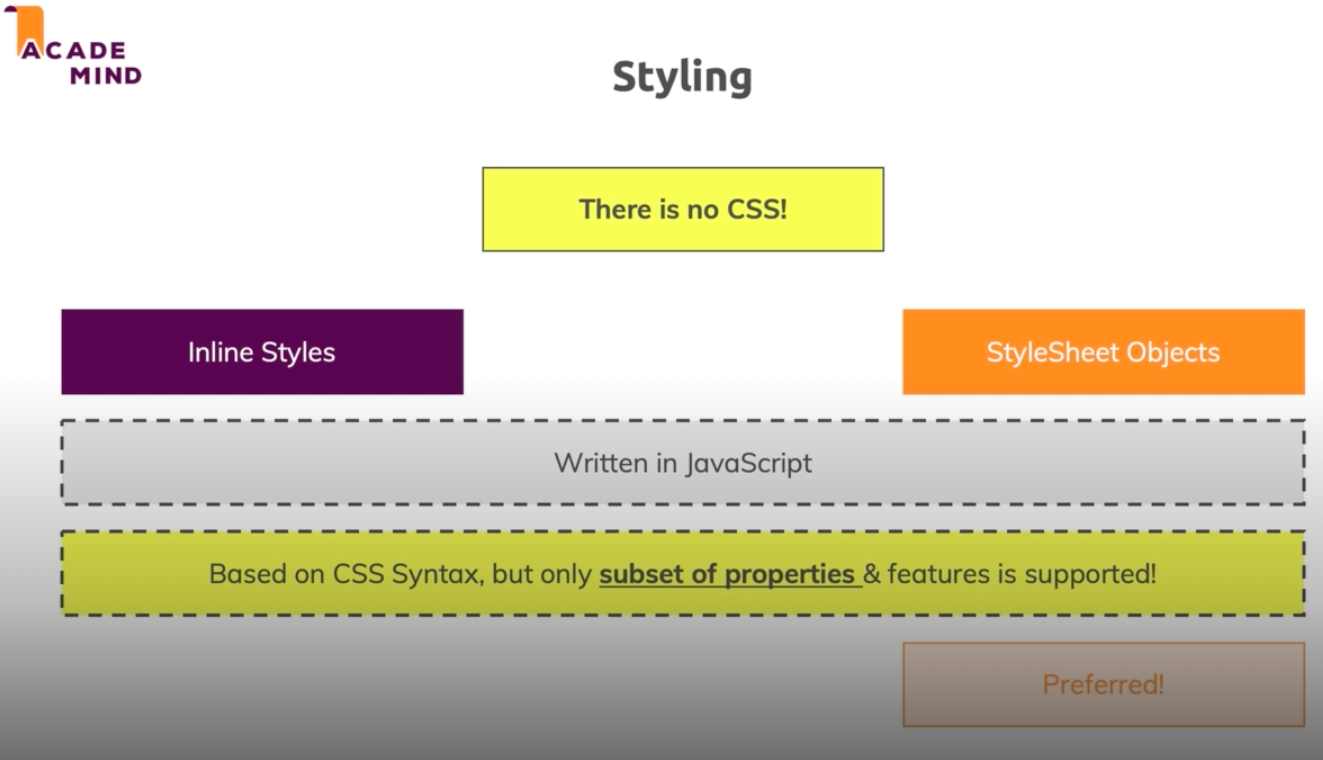 ACADE
MIND
Styling
There is no CSS!
Inline Styles
StyleSheet Objects
Written in JavaScript
Based on CSS Syntax, but only subset of properties & features is supported!
Preferred!